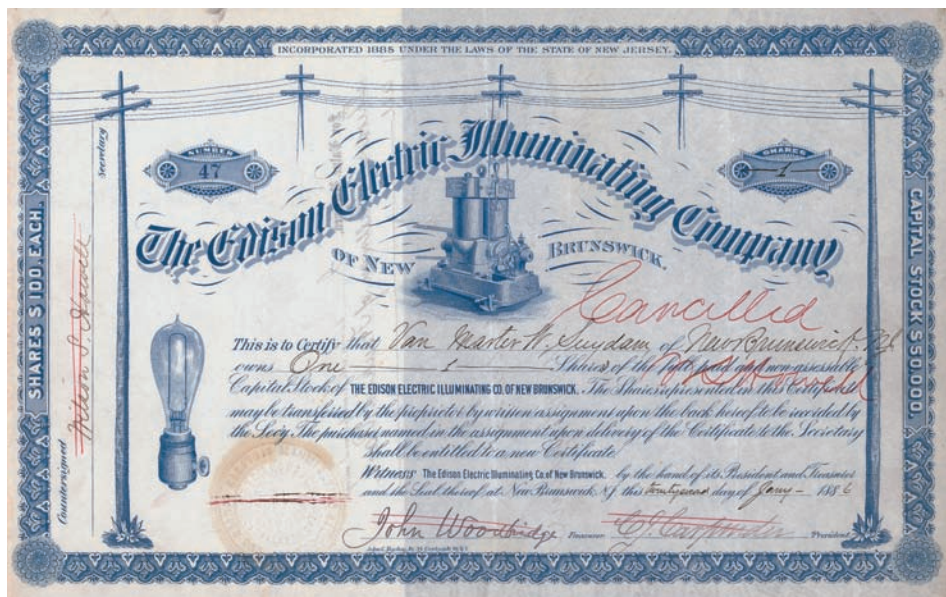 INCORPORATED 1885 UNDER THE LAWS OF THE STATE OF NEW JERSEY.
NUMBER
47
SHARES
1
The Edison Electric Illuminating Company
OF NEW BRUNSWICK.
Cancelled
This is to Certify that Van Marter W. Suydam of New Brunswick N.J.
owns One 1 Shares of the full paid and non assessable
Capital Stock of THE EDISON ELECTRIC ILLUMINATING CO. OF NEW BRUNSWICK. The Shares represented in this Certificate
may be transferred by the proprietor by written assignment upon the back hereof to be recorded by
the Secy. The purchaser named in the assignment upon delivery of the Certificate to the Secretary
shall be entitled to a new Certificate.
Witness The Edison Electric Illuminating Co. of New Brunswick, by the hand of its President and Treasurer
and the Seal thereof at New Brunswick N.J. this day of Jany 1886
John Woodbridge Treasurer President
SHARES $100. EACH.
CAPITAL STOCK $50,000.
Countersigned
Secretary